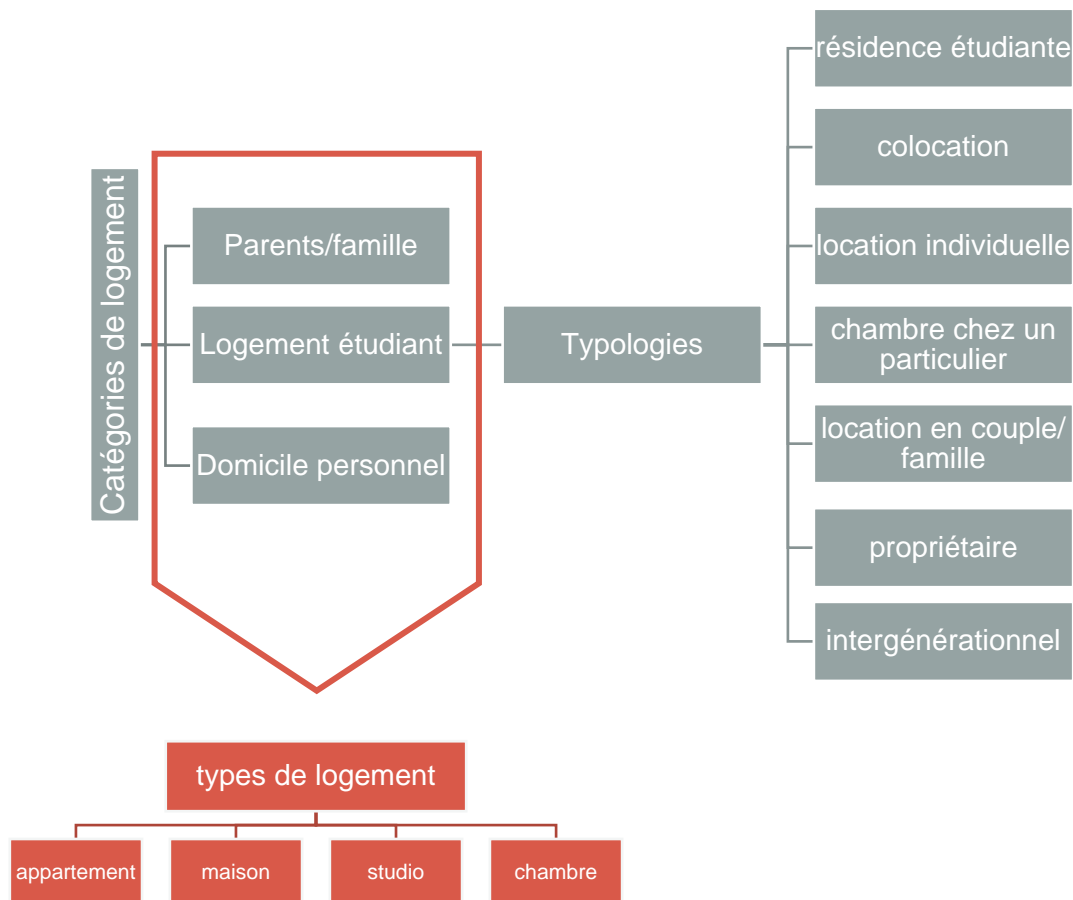 Catégories de logement
Parents/famille
Logement étudiant
Domicile personnel
Typologies
résidence étudiante
colocation
location individuelle
chambre chez un
particulier
location en couple/
famille
propriétaire
intergénérationnel
types de logement
appartement
maison
studio
chambre